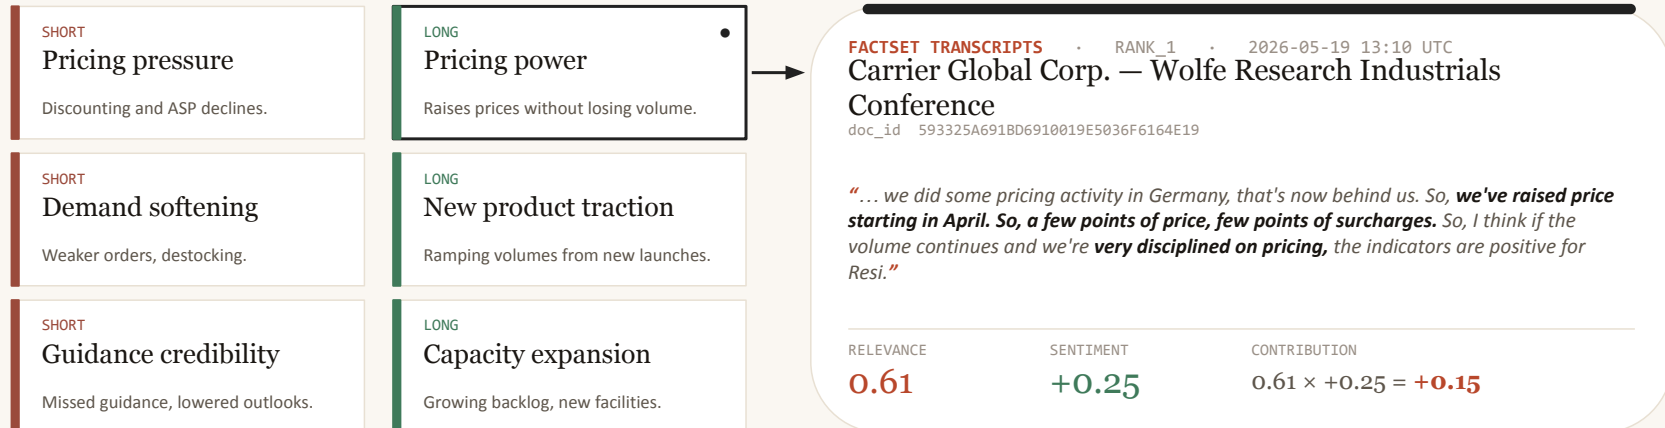 SHORT
Pricing pressure
Discounting and ASP declines.
LONG
Pricing power
Raises prices without losing volume.
SHORT
Demand softening
Weaker orders, destocking.
LONG
New product traction
Ramping volumes from new launches.
SHORT
Guidance credibility
Missed guidance, lowered outlooks.
LONG
Capacity expansion
Growing backlog, new facilities.
FACTSET TRANSCRIPTS · RANK_1 · 2026-05-19 13:10 UTC
Carrier Global Corp. — Wolfe Research Industrials
Conference
doc_id 593325A691BD6910019E5036F6164E19
“… we did some pricing activity in Germany, that's now behind us. So, we've raised price
starting in April. So, a few points of price, few points of surcharges. So, I think if the
volume continues and we're very disciplined on pricing, the indicators are positive for
Resi.”
RELEVANCE
0.61
SENTIMENT
+0.25
CONTRIBUTION
0.61 × +0.25 = +0.15